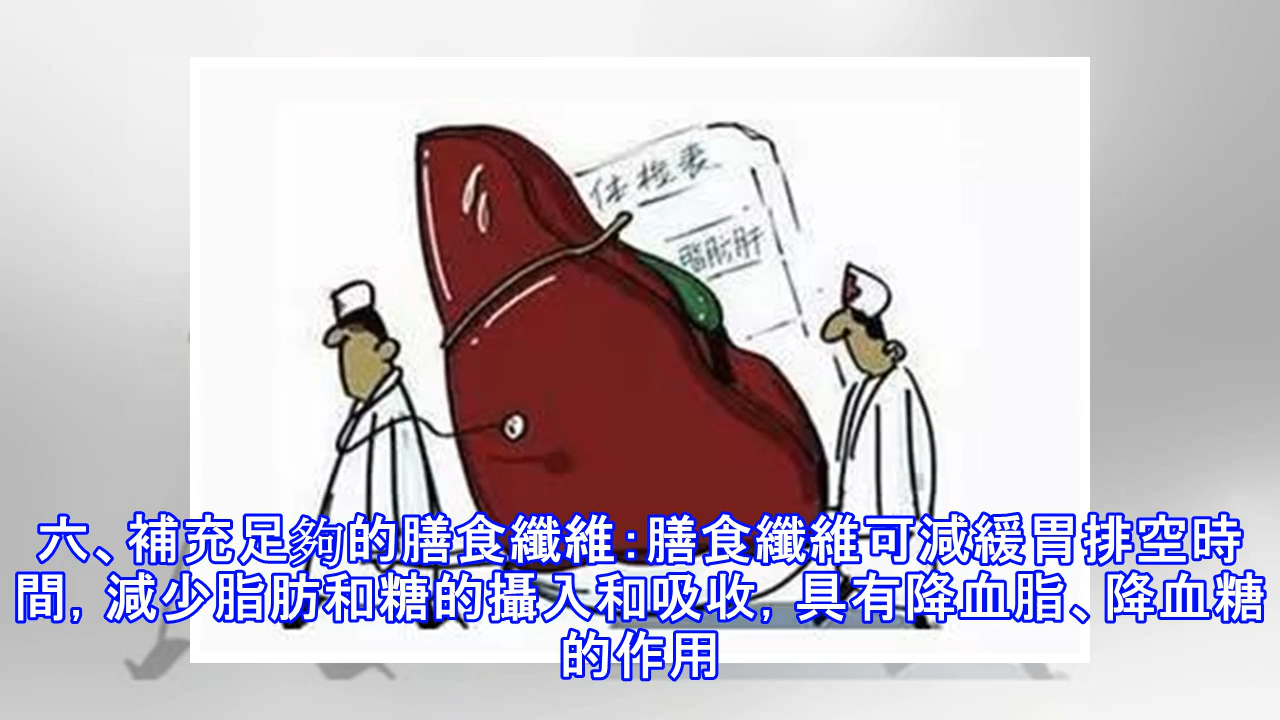 体检表
脂肪肝
六、補充足夠的膳食纖維：膳食纖維可減緩胃排空時
間，減少脂肪和糖的攝入和吸收，具有降血脂、降血糖
的作用